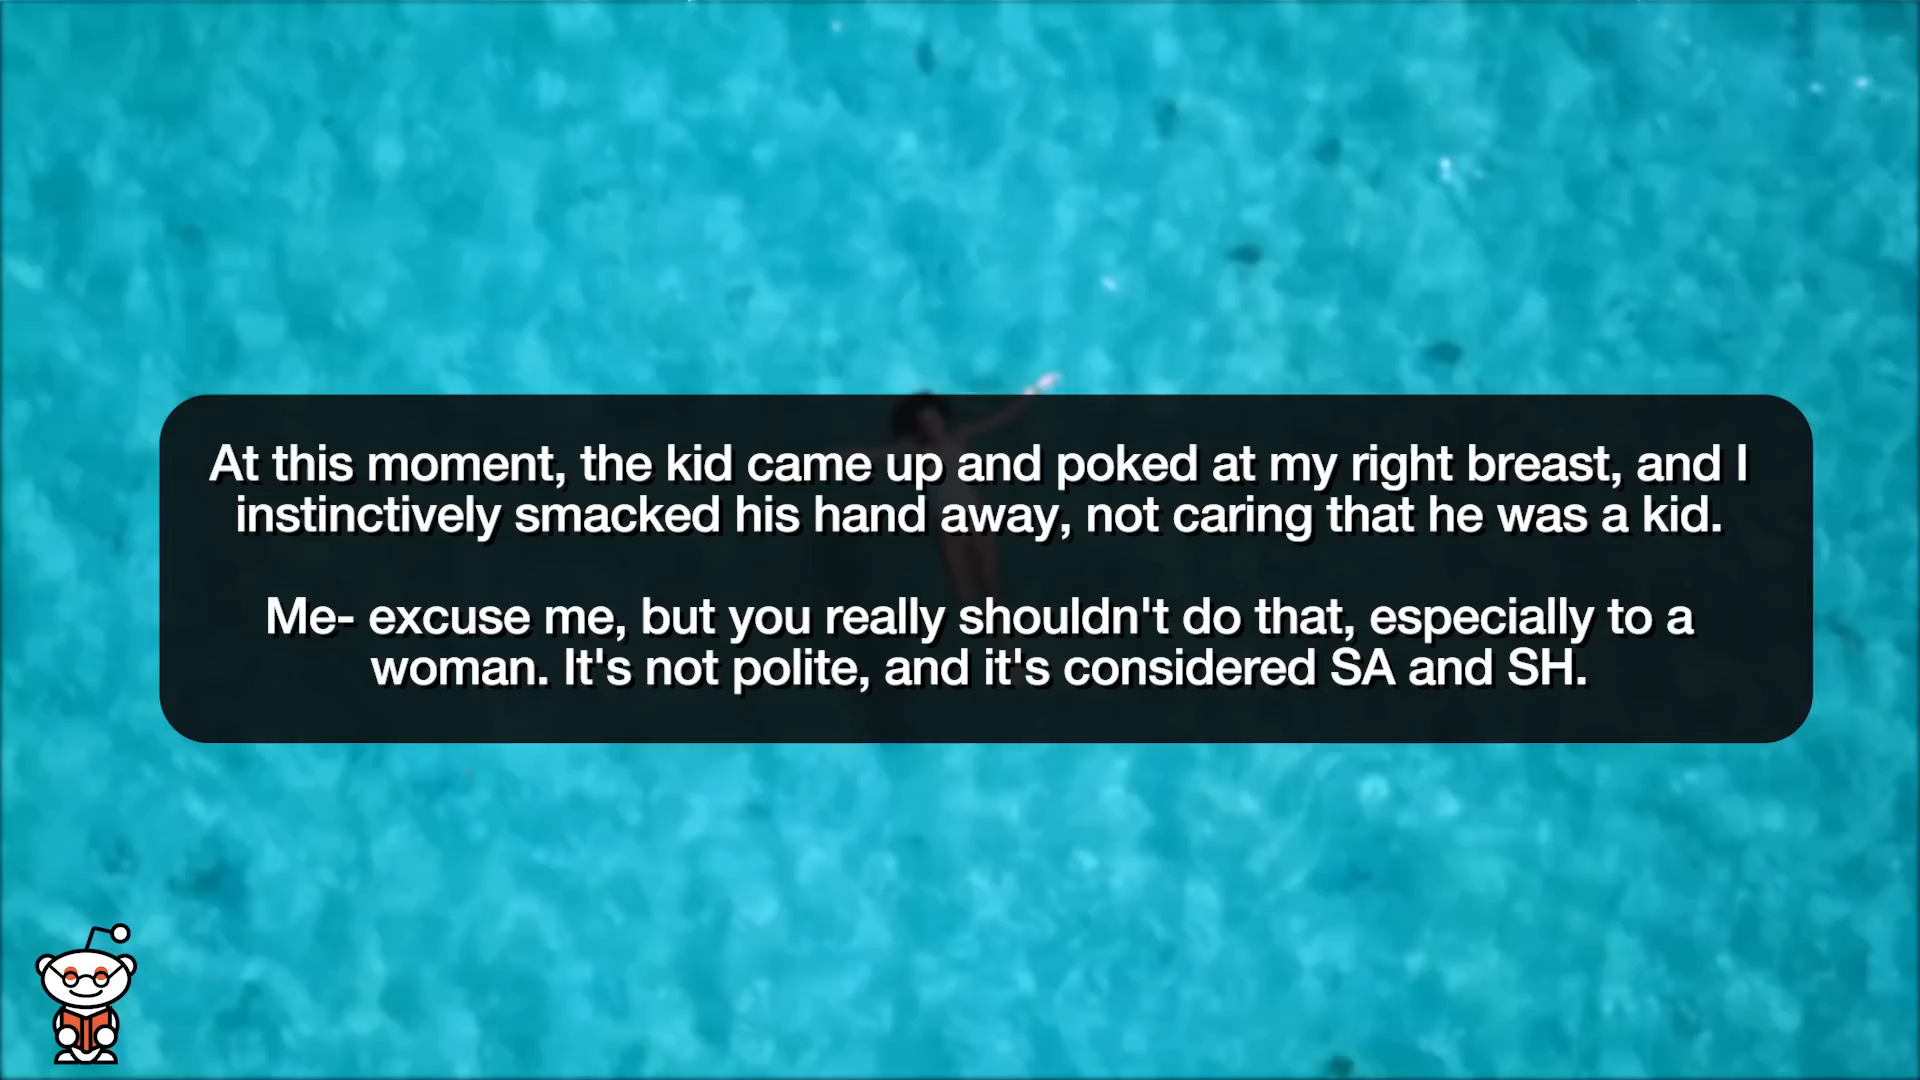 At this moment, the kid came up and poked at my right breast, and I
instinctively smacked his hand away, not caring that he was a kid.
Me- excuse me, but you really shouldn't do that, especially to a
woman. It's not polite, and it's considered SA and SH.